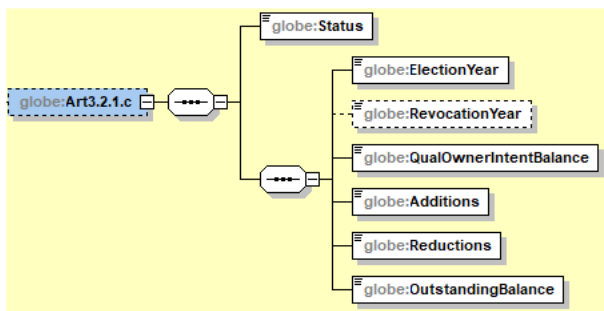 globe:Status
globe:ElectionYear
globe:Art3.2.1.c
globe:RevocationYear
globe:QualOwnerIntentBalance
globe:Additions
globe:Reductions
globe:OutstandingBalance